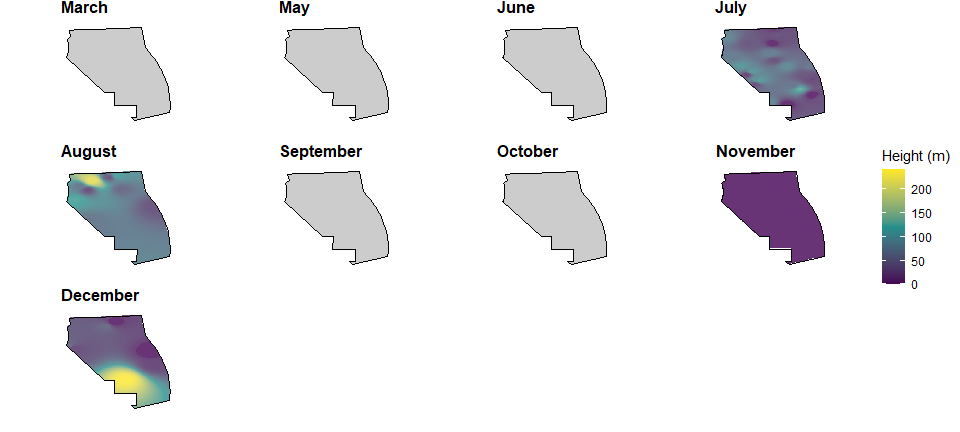 March
May
June
July
August
September
October
November
Height (m)
200
150
100
50
0
December